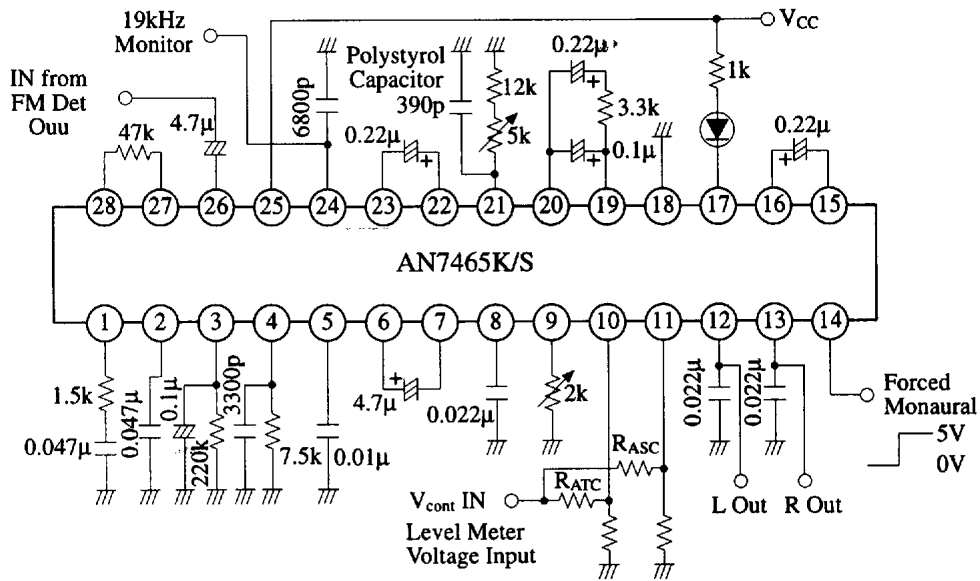 19kHz
Monitor
VCC
IN from
FM Det
Ouu
Polystyrol
Capacitor
4.7μ
47k
6800p
0.22μ
390p
12k
5k
0.22μ
3.3k
0.1μ
1k
0.22μ
28 27 26 25 24 23 22 21 20 19 18 17 16 15
AN7465K/S
1 2 3 4 5 6 7 8 9 10 11 12 13 14
1.5k
0.047μ
0.047μ
0.1μ
220k
3300p
7.5k
0.01μ
4.7μ
0.022μ
2k
0.022μ
0.022μ
Forced
Monaural
5V
0V
RASC
RATC
Vcont IN
Level Meter
Voltage Input
L Out
R Out